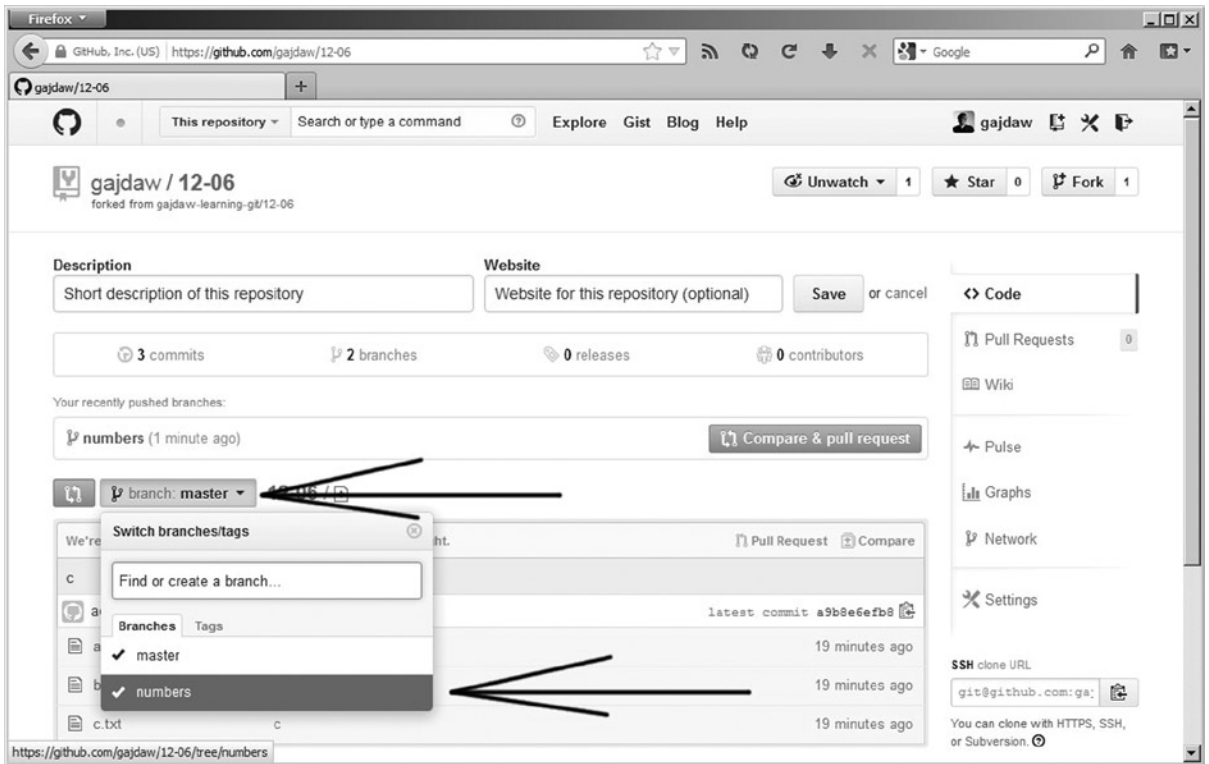 Firefox
GitHub, Inc. (US) https://github.com/gajdaw/12-06
Google
gajdaw/12-06
This repository Search or type a command Explore Gist Blog Help gajdaw
gajdaw / 12-06
forked from gajdaw-learning-git/12-06
Unwatch 1 Star 0 Fork 1
Description
Short description of this repository
Website
Website for this repository (optional)
Save or cancel
3 commits 2 branches 0 releases 0 contributors
Your recently pushed branches:
numbers (1 minute ago) Compare & pull request
branch: master 12-06 /
Switch branches/tags
Find or create a branch...
Branches Tags
master
numbers
We're
ht.
Pull Request Compare
c
latest commit a9b8e6efb8
19 minutes ago
b 19 minutes ago
c.txt c 19 minutes ago
Code
Pull Requests 0
Wiki
Pulse
Graphs
Network
Settings
SSH clone URL
git@github.com:gaj
You can clone with HTTPS, SSH,
or Subversion.
https://github.com/gajdaw/12-06/tree/numbers